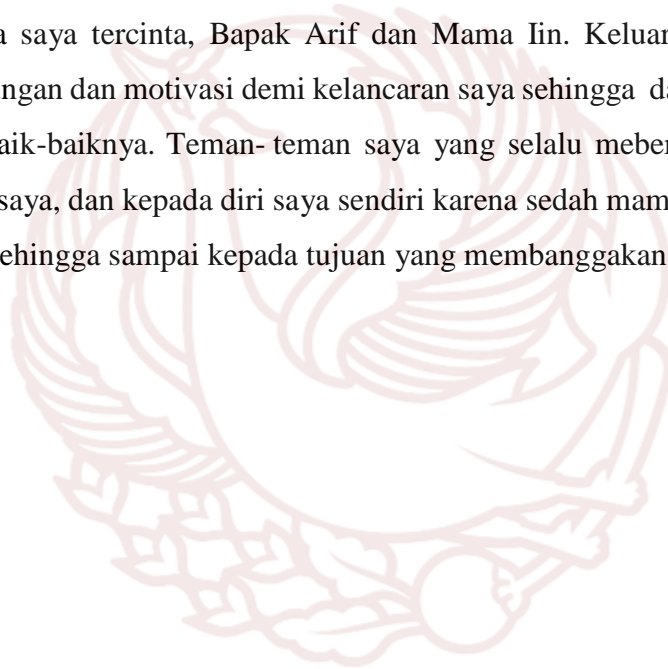 a saya tercinta, Bapak Arif dan Mama Iin. Keluar
ngan dan motivasi demi kelancaran saya sehingga da
aik-baiknya. Teman- teman saya yang selalu meber
saya, dan kepada diri saya sendiri karena sedah mam
ehingga sampai kepada tujuan yang membanggakan